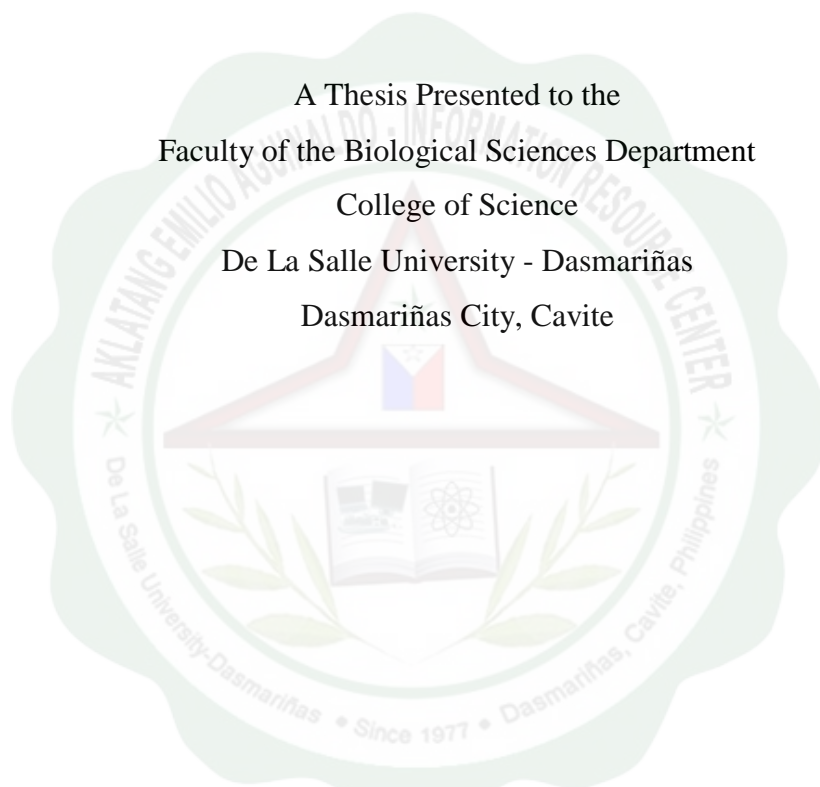 A Thesis Presented to the
Faculty of the Biological Sciences Department
College of Science
De La Salle University - Dasmariñas
Dasmariñas City, Cavite
AKLATANG EMILIO AGUINALDO - INFORMATION RESOURCE CENTER
De La Salle University-Dasmariñas • Since 1977 • Dasmariñas, Cavite, Philippines